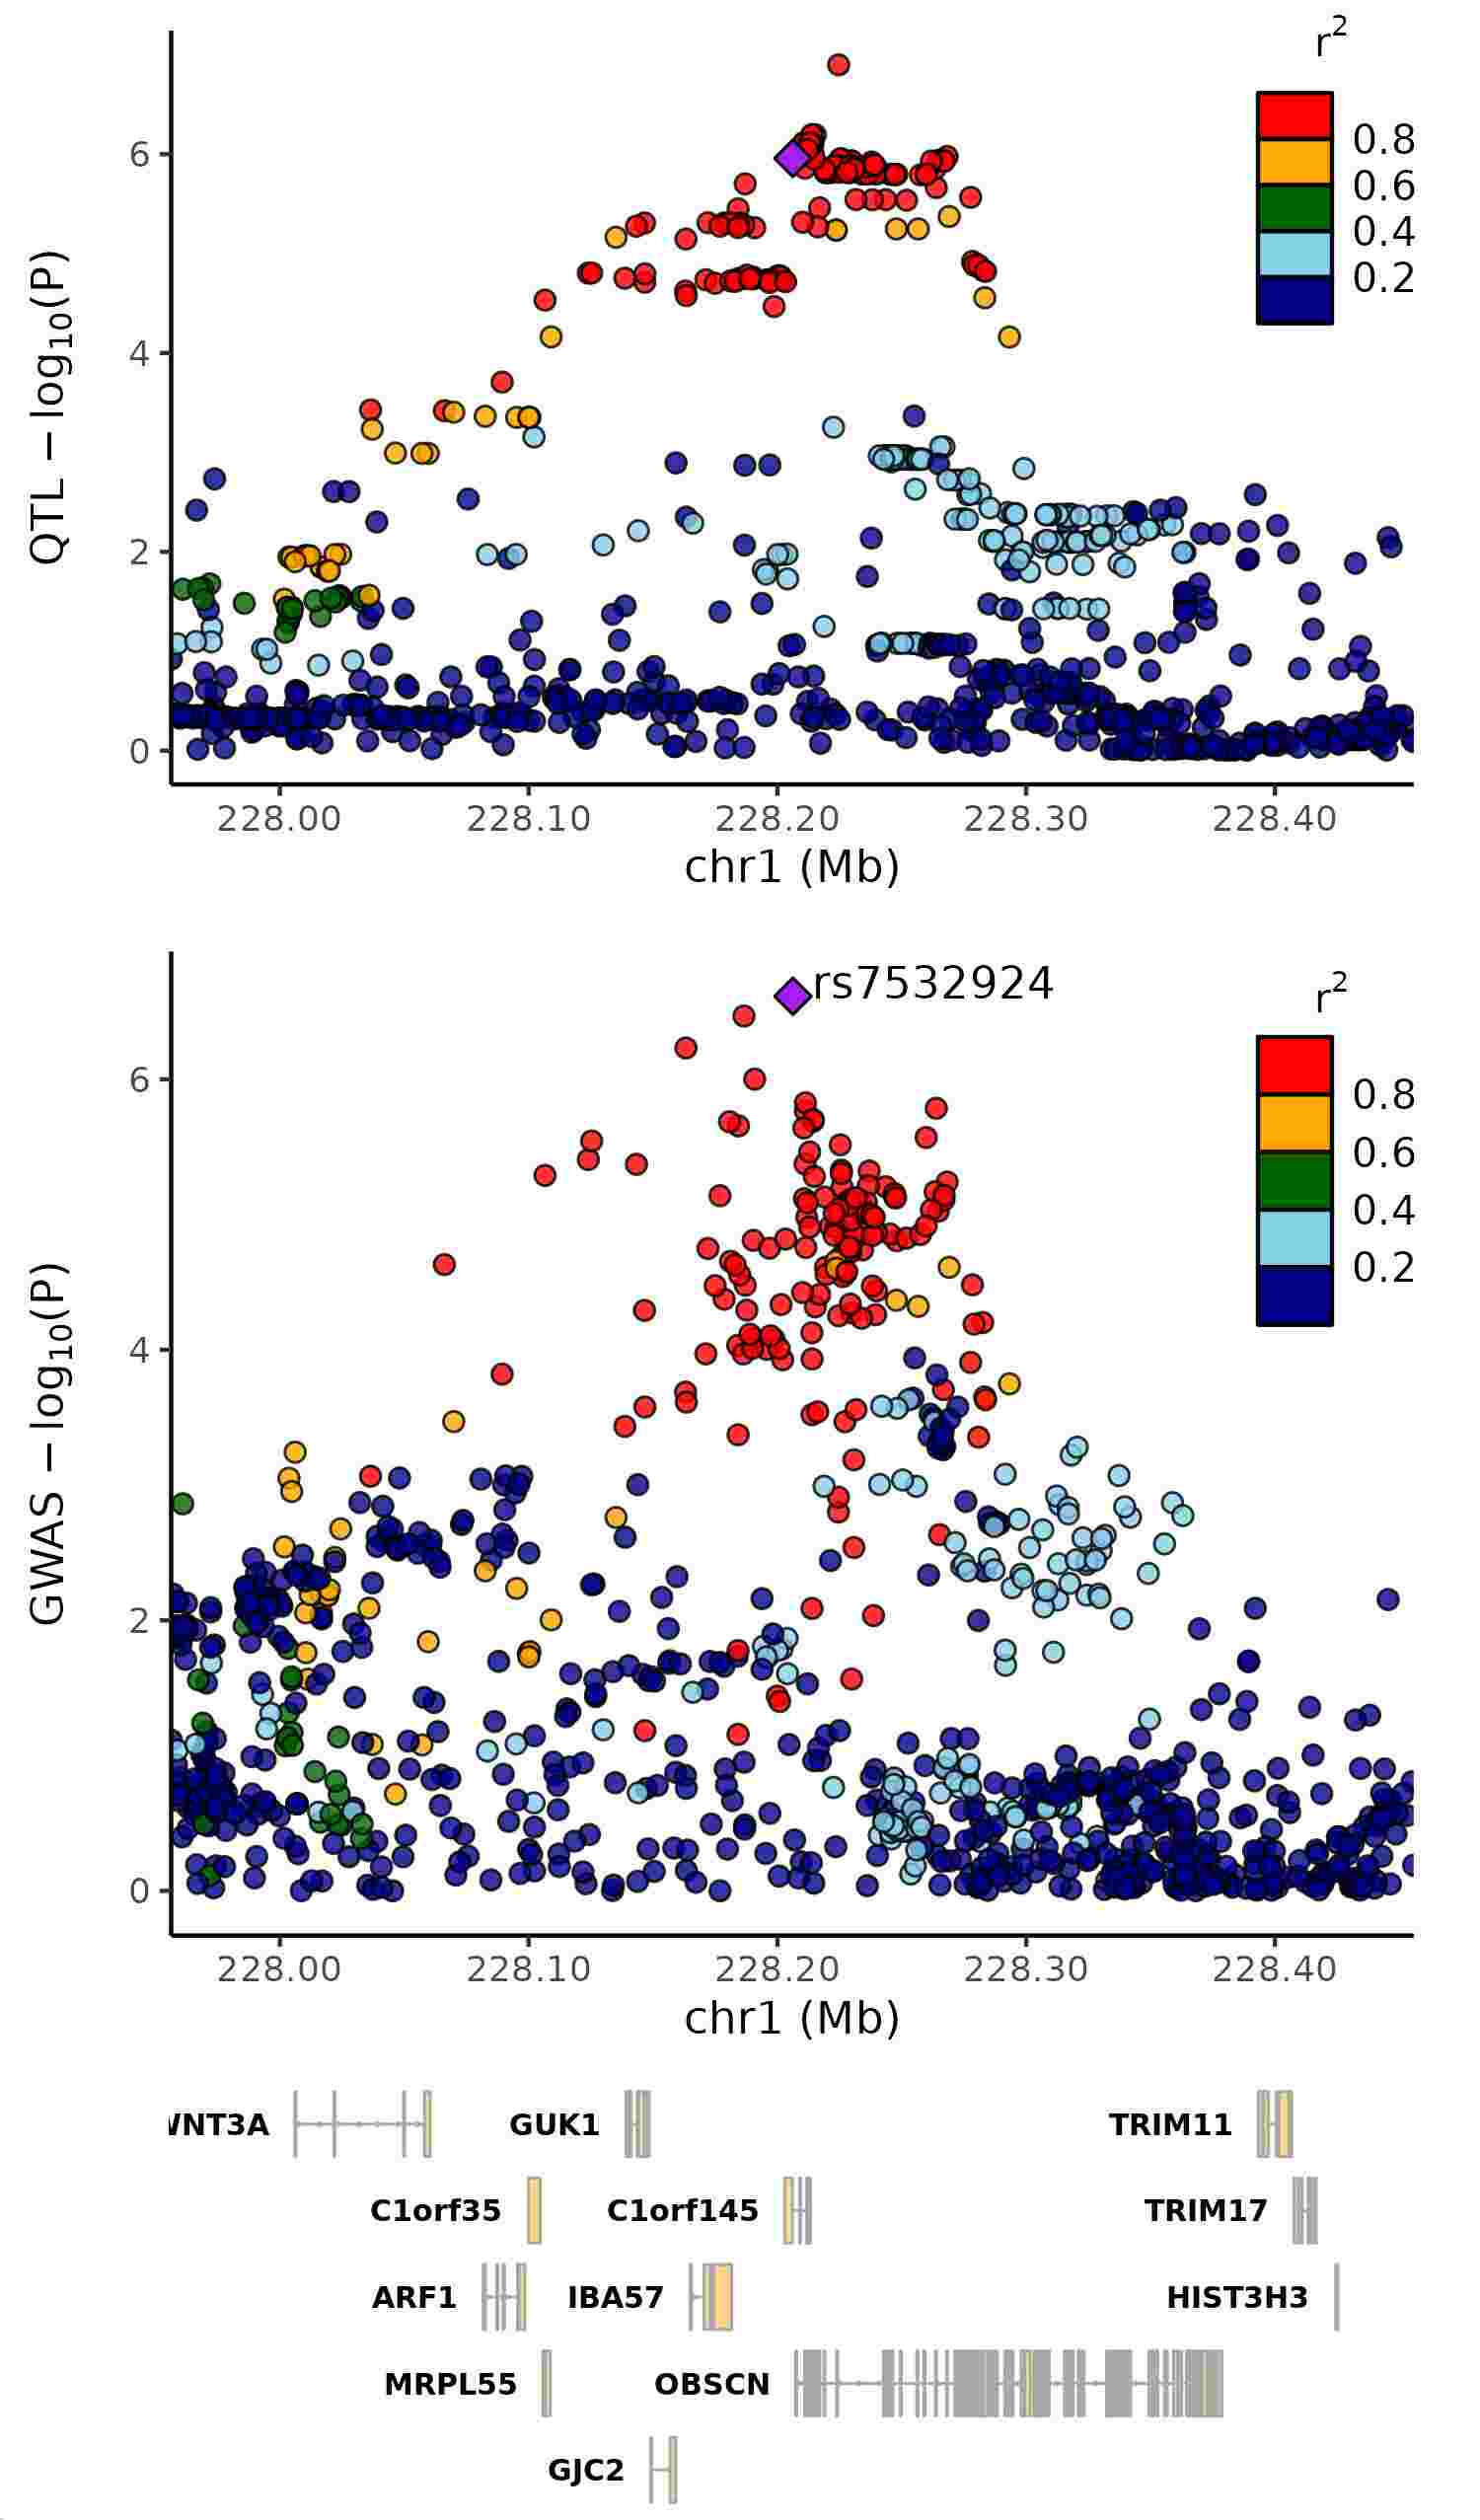 r2
0.8
0.6
0.4
0.2
6
4
2
0
QTL − log10(P)
228.00 228.10 228.20 228.30 228.40
chr1 (Mb)
rs7532924
r2
0.8
0.6
0.4
0.2
6
4
2
0
GWAS − log10(P)
228.00 228.10 228.20 228.30 228.40
chr1 (Mb)
WNT3A GUK1 TRIM11
C1orf35 C1orf145 TRIM17
ARF1 IBA57 HIST3H3
MRPL55 OBSCN
GJC2